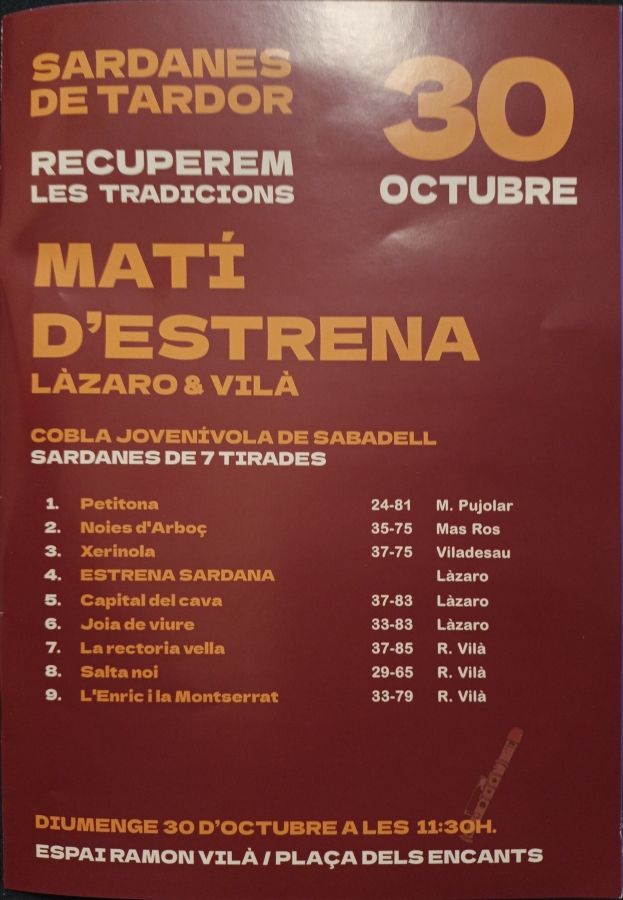 SARDANES
DE TARDOR
30
OCTUBRE
RECUPEREM
LES TRADICIONS
MATÍ
D'ESTRENA
LÀZARO & VILÀ
COBLA JOVENÍVOLA DE SABADELL
SARDANES DE 7 TIRADES
1. Petitona 24-81 M. Pujolar
2. Noies d'Arboç 35-75 Mas Ros
3. Xerinola 37-75 Viladesau
4. ESTRENA SARDANA Làzaro
5. Capital del cava 37-83 Làzaro
6. Joia de viure 33-83 Làzaro
7. La rectoria vella 37-85 R. Vilà
8. Salta noi 29-65 R. Vilà
9. L'Enric i la Montserrat 33-79 R. Vilà
DIUMENGE 30 D'OCTUBRE A LES 11:30H.
ESPAI RAMON VILÀ / PLAÇA DELS ENCANTS